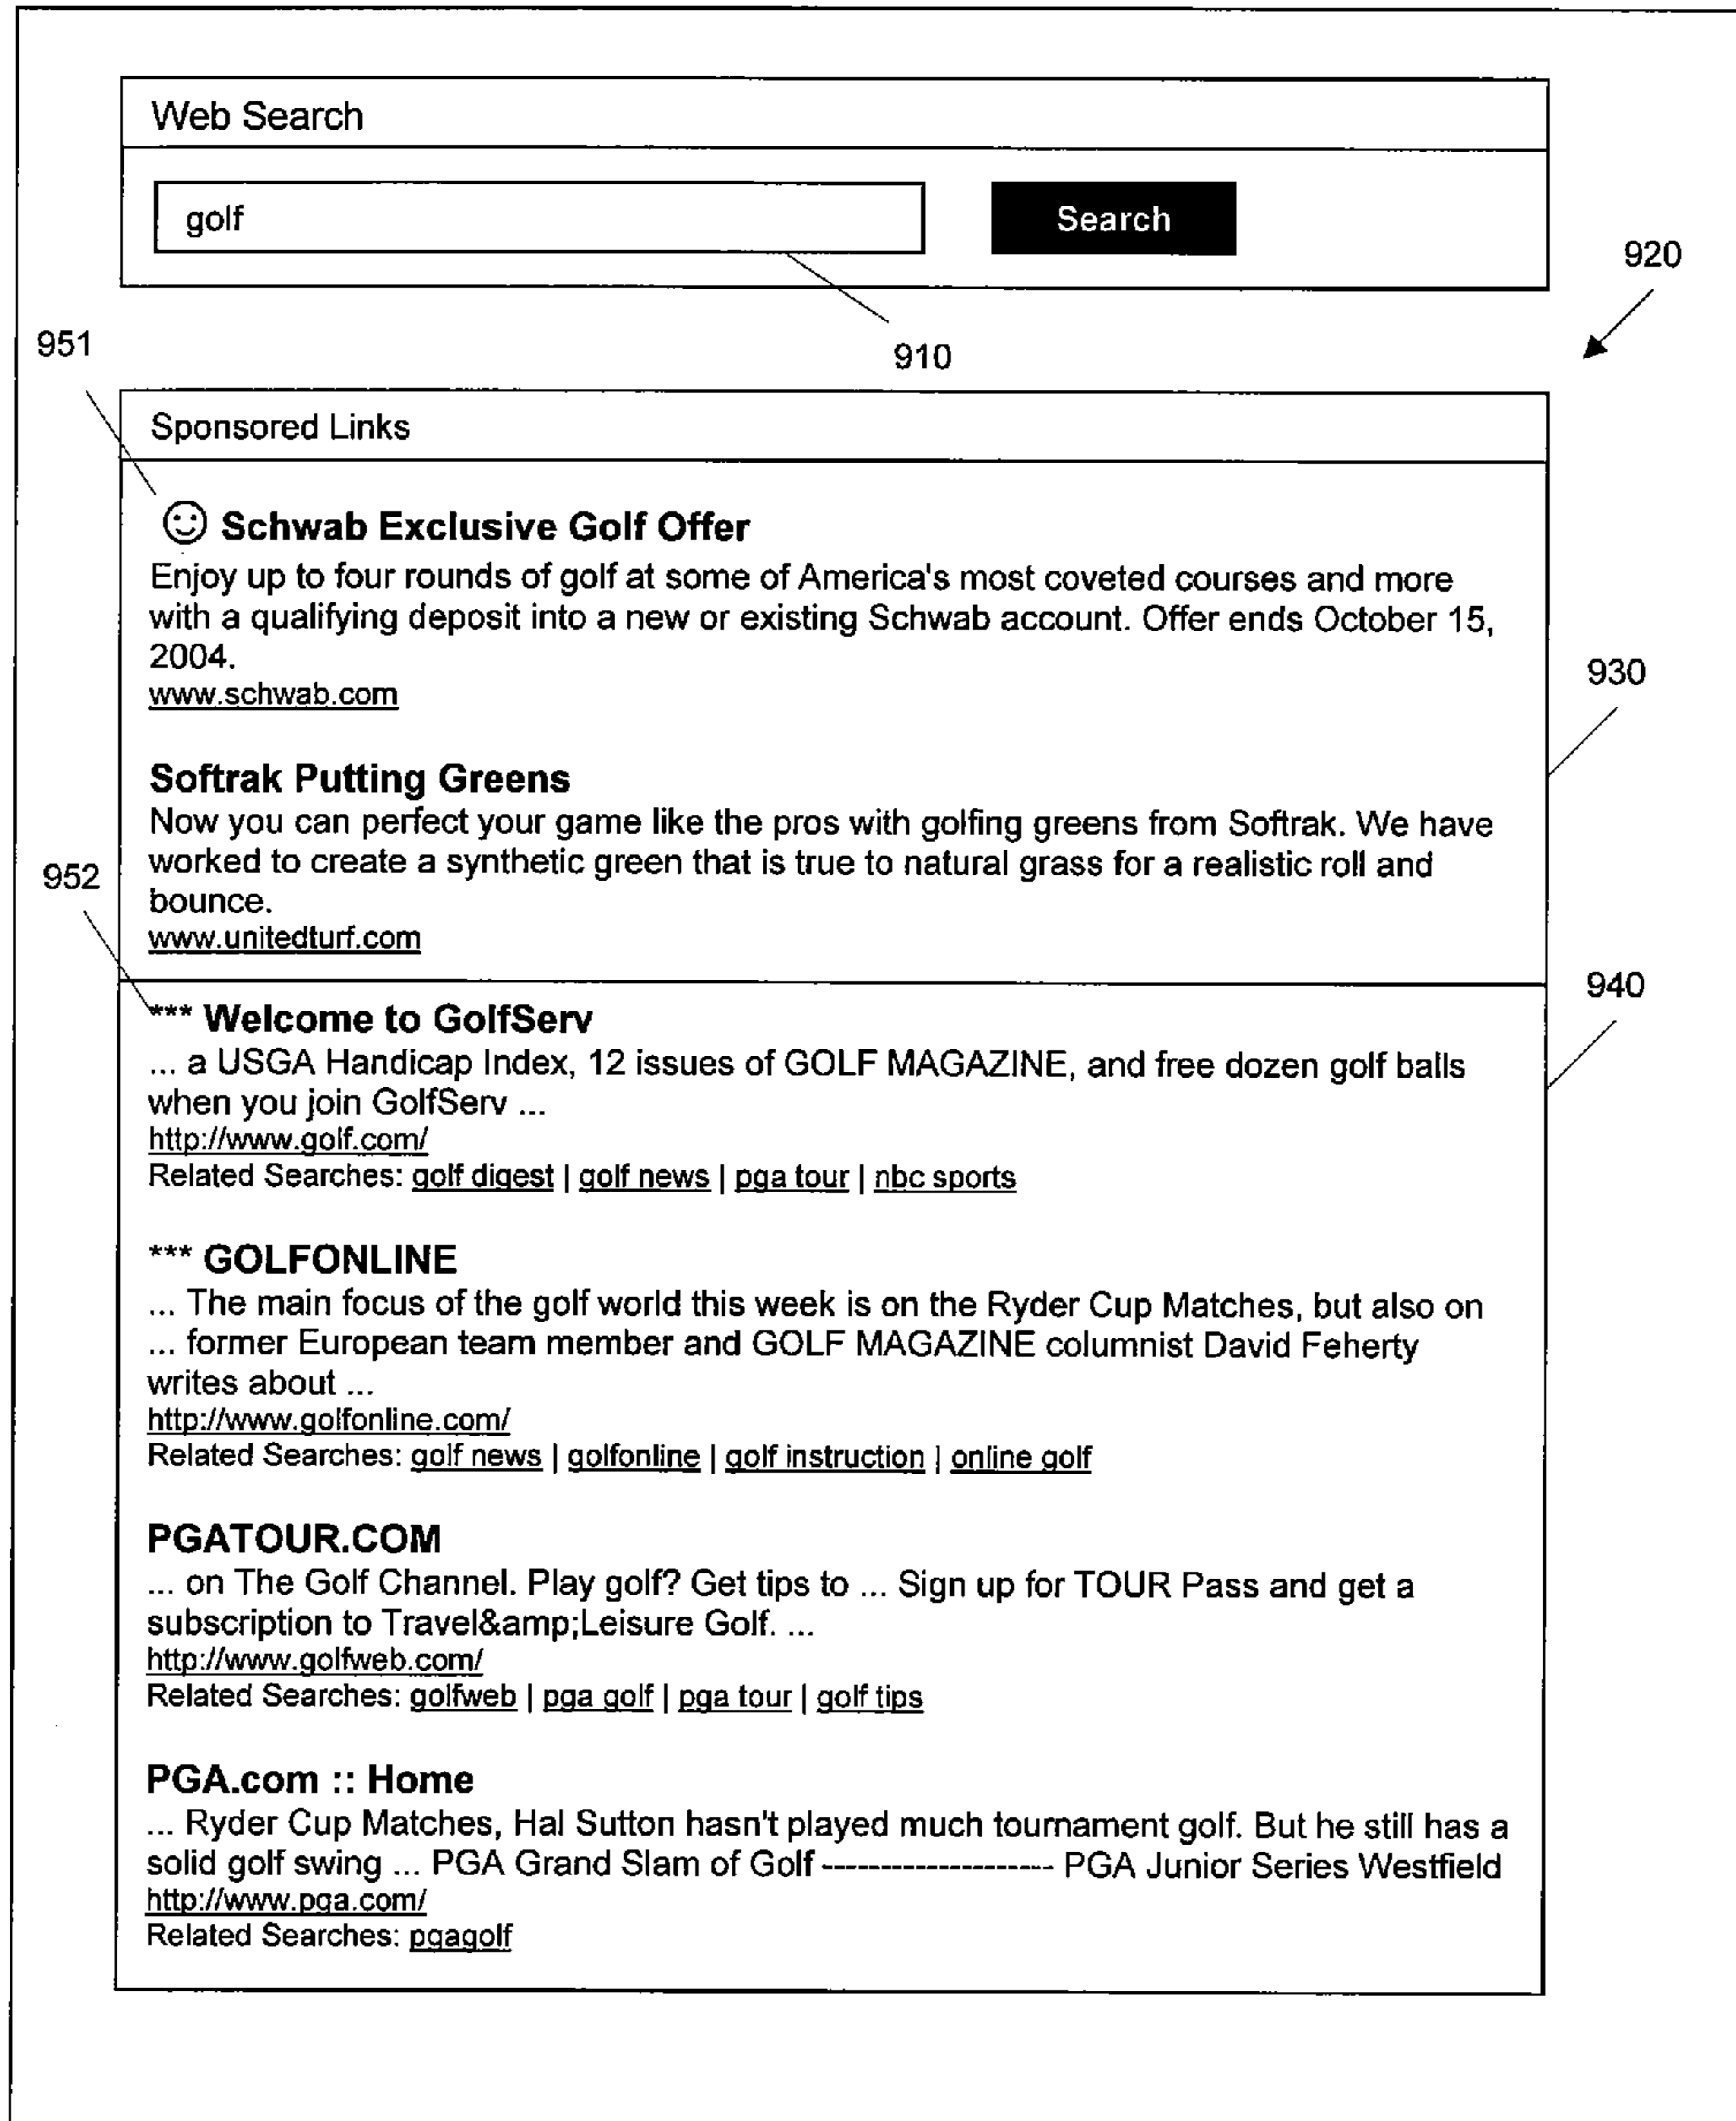 Web Search
golf
Search
920
951
910
Sponsored Links
Schwab Exclusive Golf Offer
Enjoy up to four rounds of golf at some of America's most coveted courses and more
with a qualifying deposit into a new or existing Schwab account. Offer ends October 15,
2004.
www.schwab.com
930
Softrak Putting Greens
Now you can perfect your game like the pros with golfing greens from Softrak. We have
worked to create a synthetic green that is true to natural grass for a realistic roll and
bounce.
www.unitedturf.com
952
940
*** Welcome to GolfServ
... a USGA Handicap Index, 12 issues of GOLF MAGAZINE, and free dozen golf balls
when you join GolfServ ...
http://www.golf.com/
Related Searches: golf digest | golf news | pga tour | nbc sports
*** GOLFONLINE
... The main focus of the golf world this week is on the Ryder Cup Matches, but also on
... former European team member and GOLF MAGAZINE columnist David Feherty
writes about ...
http://www.golfonline.com/
Related Searches: golf news | golfonline | golf instruction | online golf
PGATOUR.COM
... on The Golf Channel. Play golf? Get tips to ... Sign up for TOUR Pass and get a
subscription to Travel&amp;Leisure Golf. ...
http://www.golfweb.com/
Related Searches: golfweb | pga golf | pga tour | golf tips
PGA.com :: Home
... Ryder Cup Matches, Hal Sutton hasn't played much tournament golf. But he still has a
solid golf swing ... PGA Grand Slam of Golf ------------------- PGA Junior Series Westfield
http://www.pga.com/
Related Searches: pgagolf